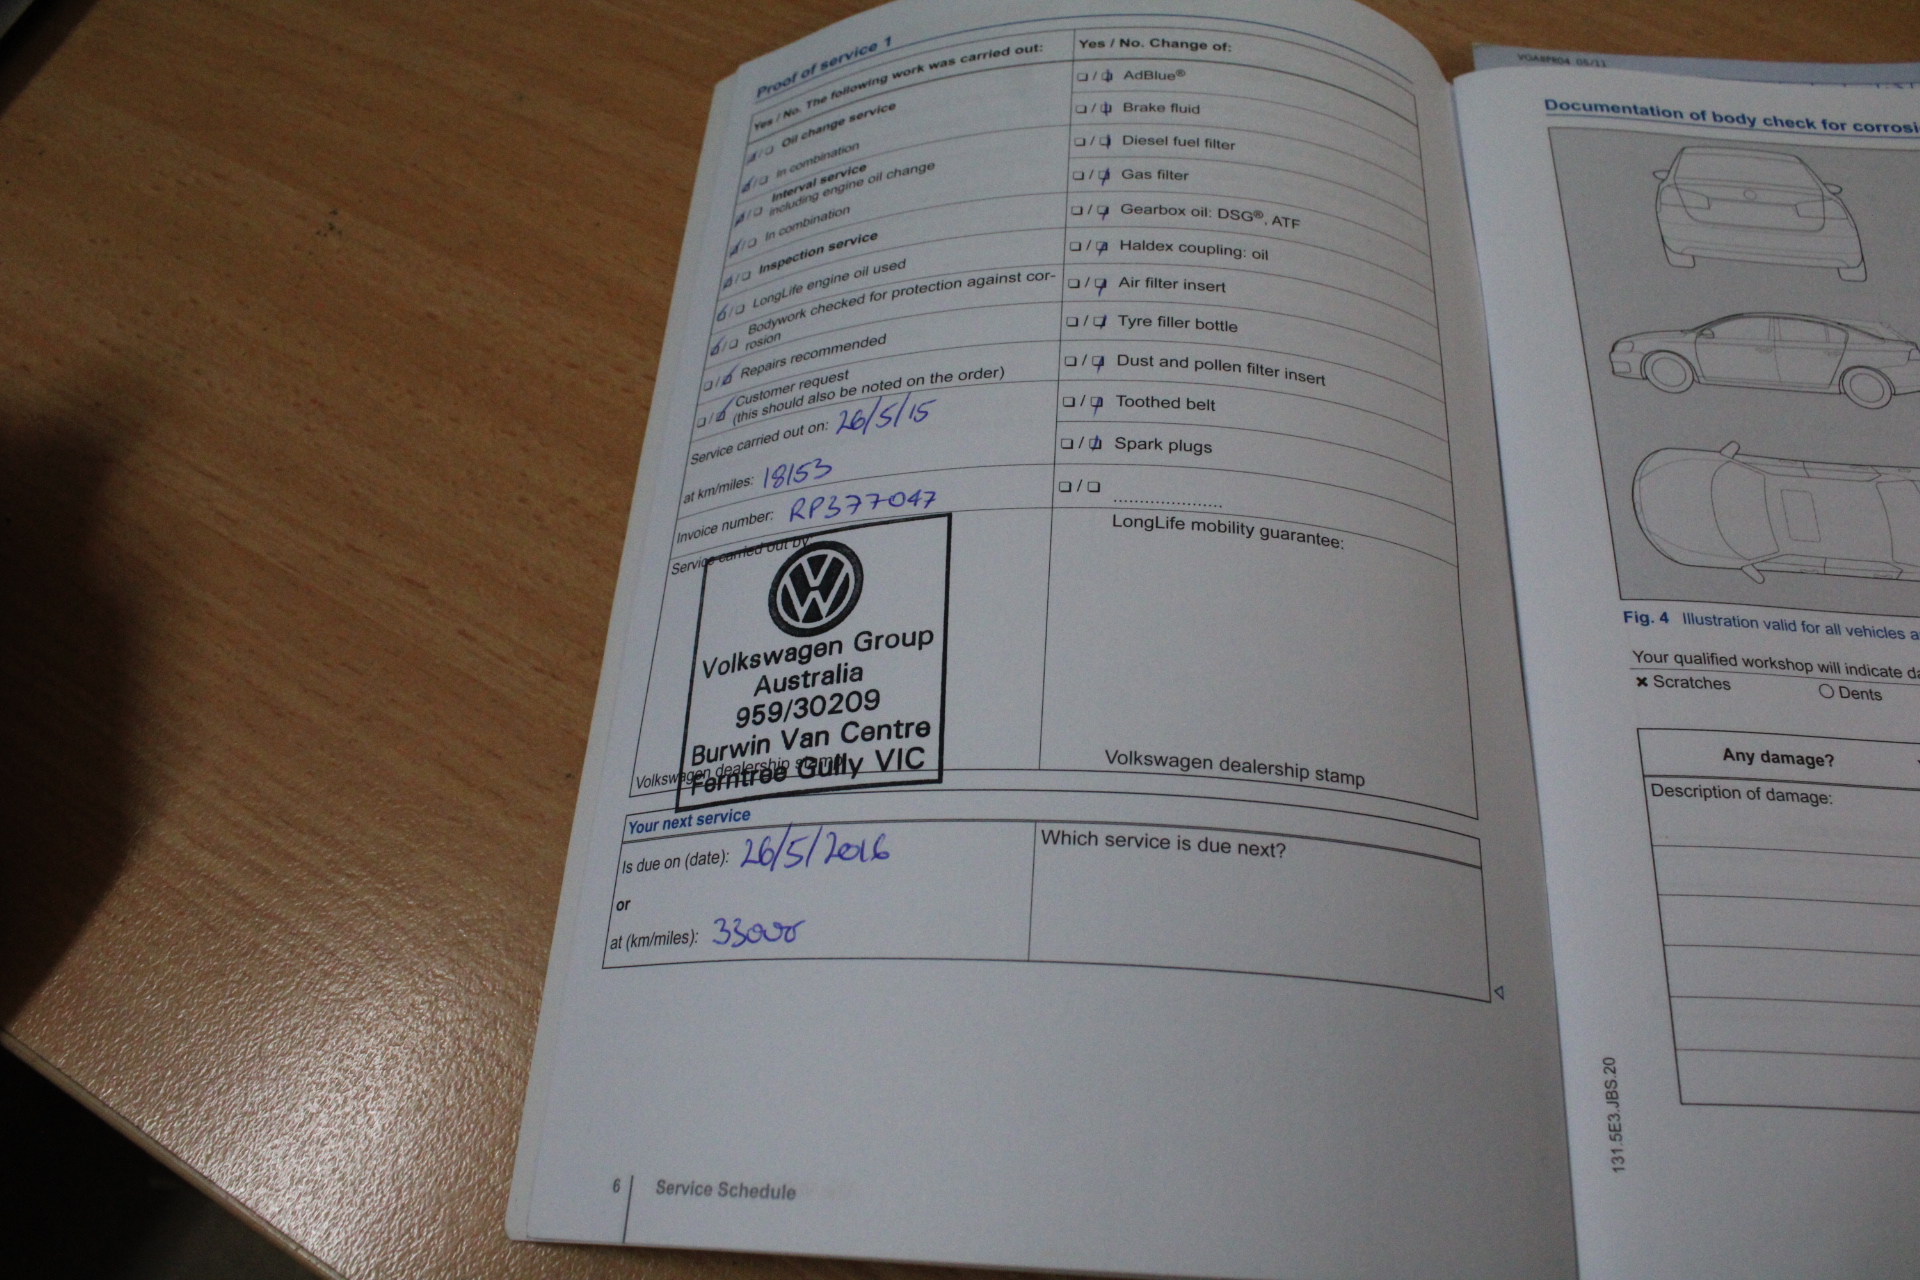 Proof of service 1
Yes / No. The following work was carried out:
Oil change service
In combination
Interval service
including engine oil change
In combination
Inspection service
LongLife engine oil used
Bodywork checked for protection against cor-
rosion
Repairs recommended
Customer request
(this should also be noted on the order)
Service carried out on: 26/5/15
at km/miles: 18153
Invoice number: RP377047
Service carried out by:
Volkswagen Group
Australia
959/30209
Burwin Van Centre
Ferntree Gully VIC
Volkswagen dealership stamp
Yes / No. Change of:
AdBlue®
Brake fluid
Diesel fuel filter
Gas filter
Gearbox oil: DSG®, ATF
Haldex coupling: oil
Air filter insert
Tyre filler bottle
Dust and pollen filter insert
Toothed belt
Spark plugs
LongLife mobility guarantee:
Volkswagen dealership stamp
Your next service
Is due on (date): 26/5/2016
or
at (km/miles): 33000
Which service is due next?
6 Service Schedule
Documentation of body check for corrosi
Fig. 4 Illustration valid for all vehicles
Your qualified workshop will indicate
Scratches
Dents
Any damage?
Description of damage:
131.5E3.JBS.20